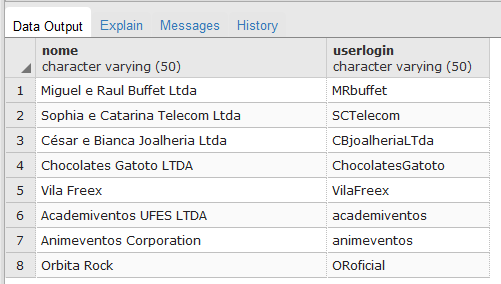 Data Output Explain Messages History
nome userlogin
character varying (50) character varying (50)
1 Miguel e Raul Buffet Ltda MRbuffet
2 Sophia e Catarina Telecom Ltda SCTelecom
3 César e Bianca Joalheria Ltda CBjoalheriaLTda
4 Chocolates Gatoto LTDA ChocolatesGatoto
5 Vila Freex VilaFreex
6 Academiventos UFES LTDA academiventos
7 Animeventos Corporation animeventos
8 Orbita Rock ORoficial